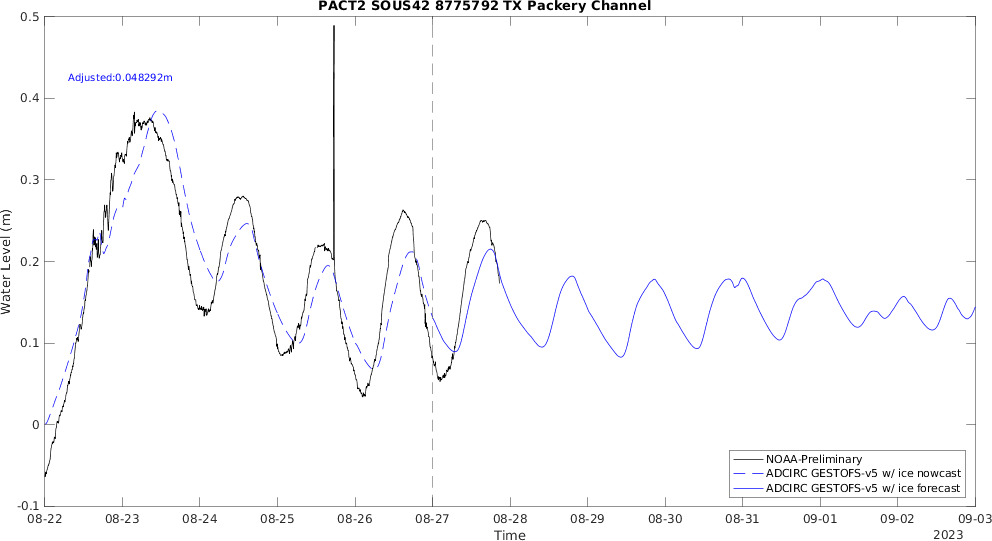 PACT2 SOUS42 8775792 TX Packery Channel
Adjusted:0.048292m
Water Level (m)
0.5
0.4
0.3
0.2
0.1
0
-0.1
NOAA-Preliminary
ADCIRC GESTOFS-v5 w/ ice nowcast
ADCIRC GESTOFS-v5 w/ ice forecast
08-22 08-23 08-24 08-25 08-26 08-27 08-28 08-29 08-30 08-31 09-01 09-02 09-03
Time
2023